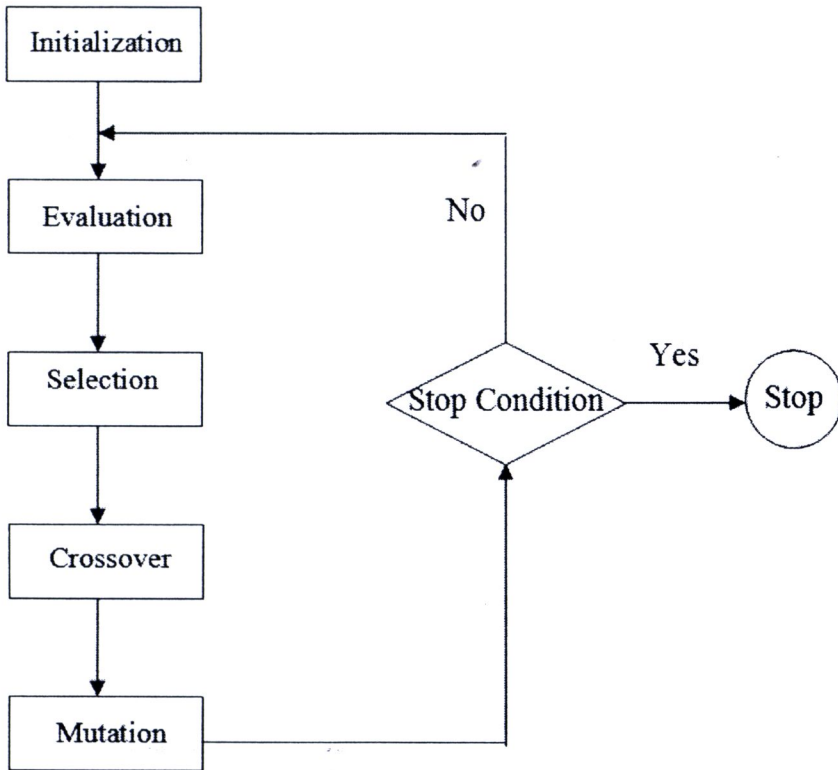 Initialization
Evaluation
No
Yes
Selection
Stop Condition
Stop
Crossover
Mutation